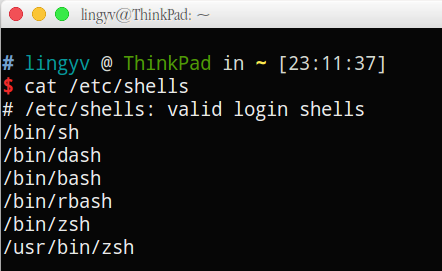 lingyv@ThinkPad: ~
# lingyv @ ThinkPad in ~ [23:11:37]
$ cat /etc/shells
# /etc/shells: valid login shells
/bin/sh
/bin/dash
/bin/bash
/bin/rbash
/bin/zsh
/usr/bin/zsh